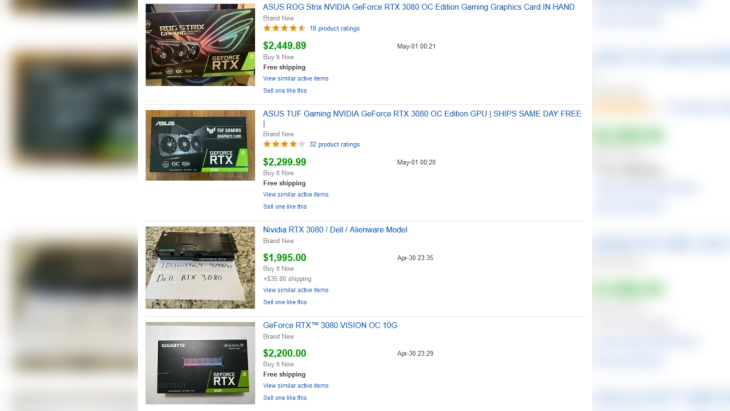 ASUS ROG Strix NVIDIA GeForce RTX 3080 OC Edition Gaming Graphics Card IN HAND
Brand New
18 product ratings
$2,449.89
May-01 00:21
Buy It Now
Free shipping
View similar active items
Sell one like this
ROG STRIX
GAMING
GEFORCE
RTX
ASUS TUF Gaming NVIDIA GeForce RTX 3080 OC Edition GPU | SHIPS SAME DAY FREE
|
Brand New
32 product ratings
$2,299.99
May-01 00:20
Buy It Now
Free shipping
View similar active items
Sell one like this
ASUS
TUF GAMING
GRAPHICS CARD
GEFORCE
RTX
Nvidia RTX 3080 / Dell / Alienware Model
Brand New
$1,995.00
Apr-30 23:35
Buy It Now
+$35.00 shipping
View similar active items
Sell one like this
Dell RTX 3080
GeForce RTX™ 3080 VISION OC 10G
Brand New
$2,200.00
Apr-30 23:29
Buy It Now
Free shipping
View similar active items
Sell one like this
GIGABYTE
GEFORCE
RTX